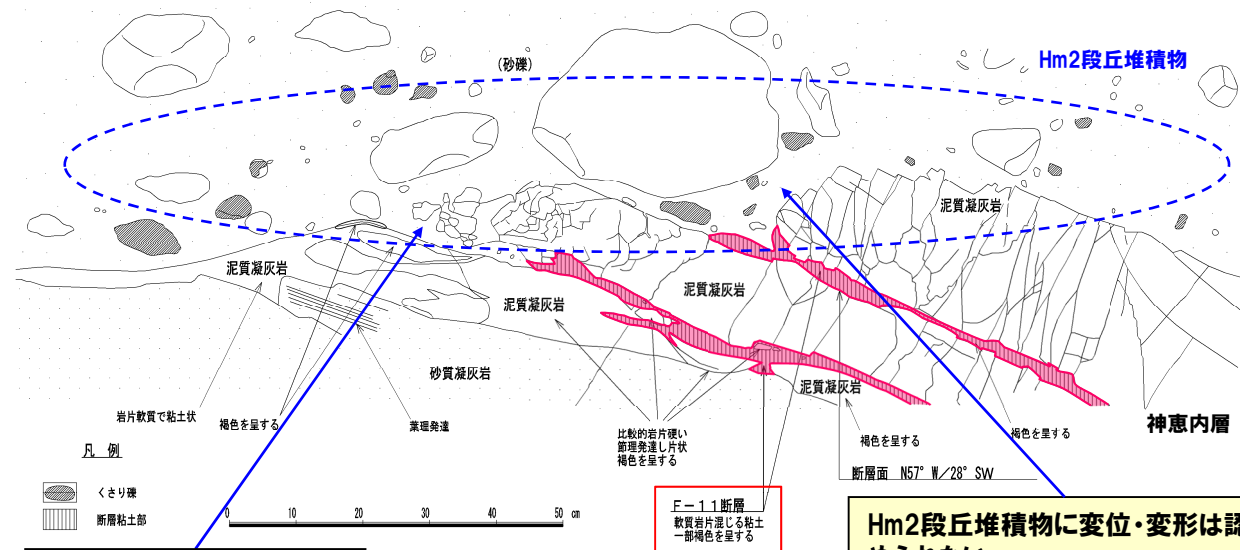 (砂礫)
Hm2段丘堆積物
泥質凝灰岩
泥質凝灰岩
泥質凝灰岩
泥質凝灰岩
砂質凝灰岩
泥質凝灰岩
岩片軟質で粘土状
褐色を呈する
葉理発達
比較的岩片硬い
節理発達し片状
褐色を呈する
褐色を呈する
褐色を呈する
神恵内層
断層面 N57°W/28°SW
凡 例
くさり礫
断層粘土部
0 10 20 30 40 50 cm
F-11断層
軟質岩片混じる粘土
一部褐色を呈する
Hm2段丘堆積物に変位・変形は認
められない